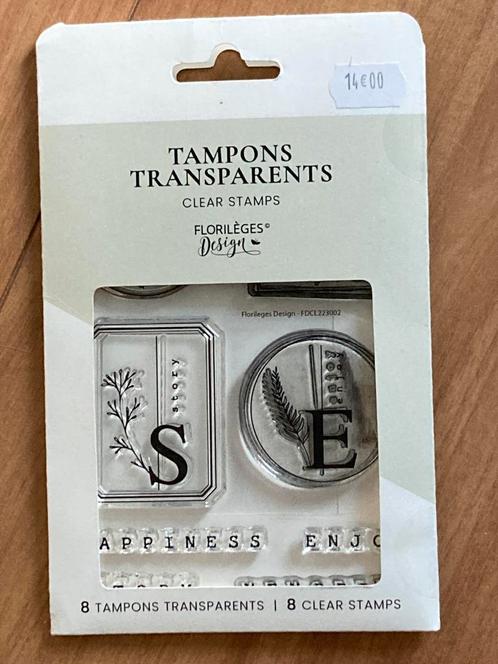 14€00
TAMPONS
TRANSPARENTS
CLEAR STAMPS
FLORILÈGES©
Design
Florileges Design - FDCL223002
story
S
E
APPINESS ENJO
8 TAMPONS TRANSPARENTS | 8 CLEAR STAMPS